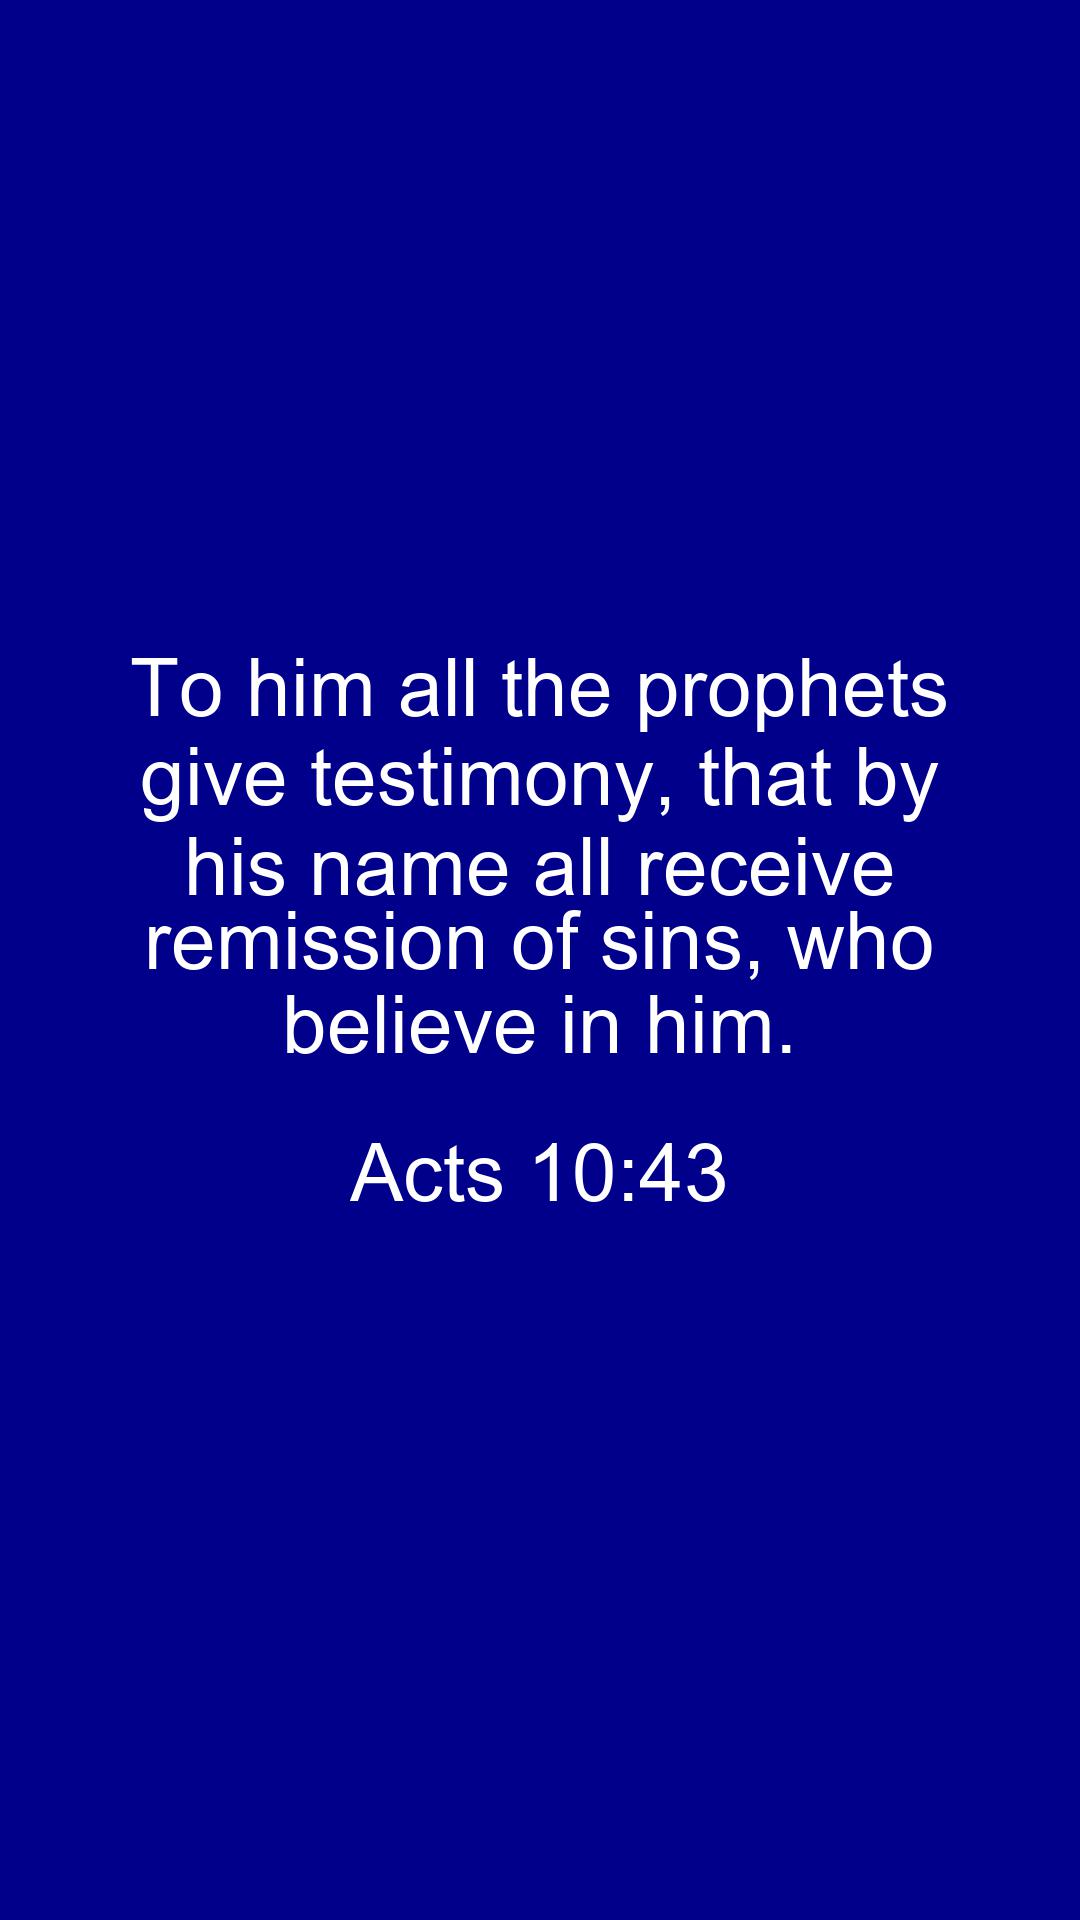 To him all the prophets
give testimony, that by
his name all receive
remission of sins, who
believe in him.
Acts 10:43